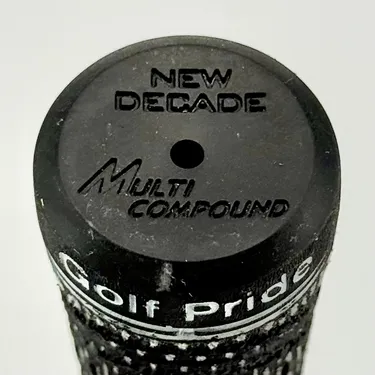 NEW
DECADE
MULTI
COMPOUND
Golf Pride